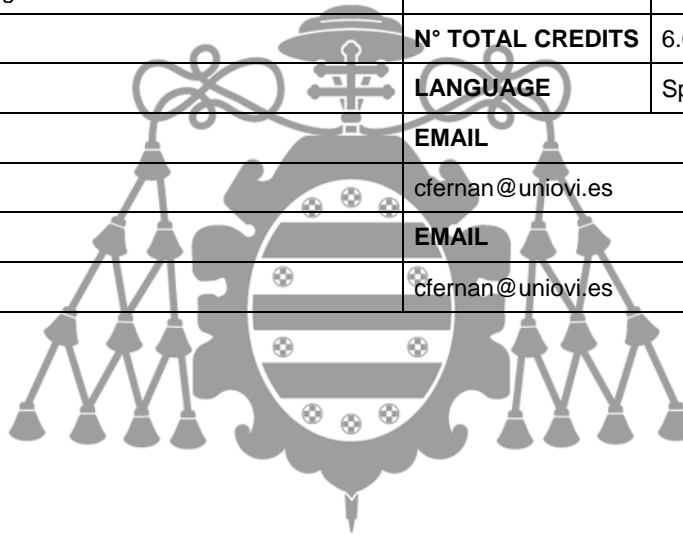 N° TOTAL CREDITS
LANGUAGE
EMAIL
cfernan@uniovi.es
EMAIL
cfernan@uniovi.es